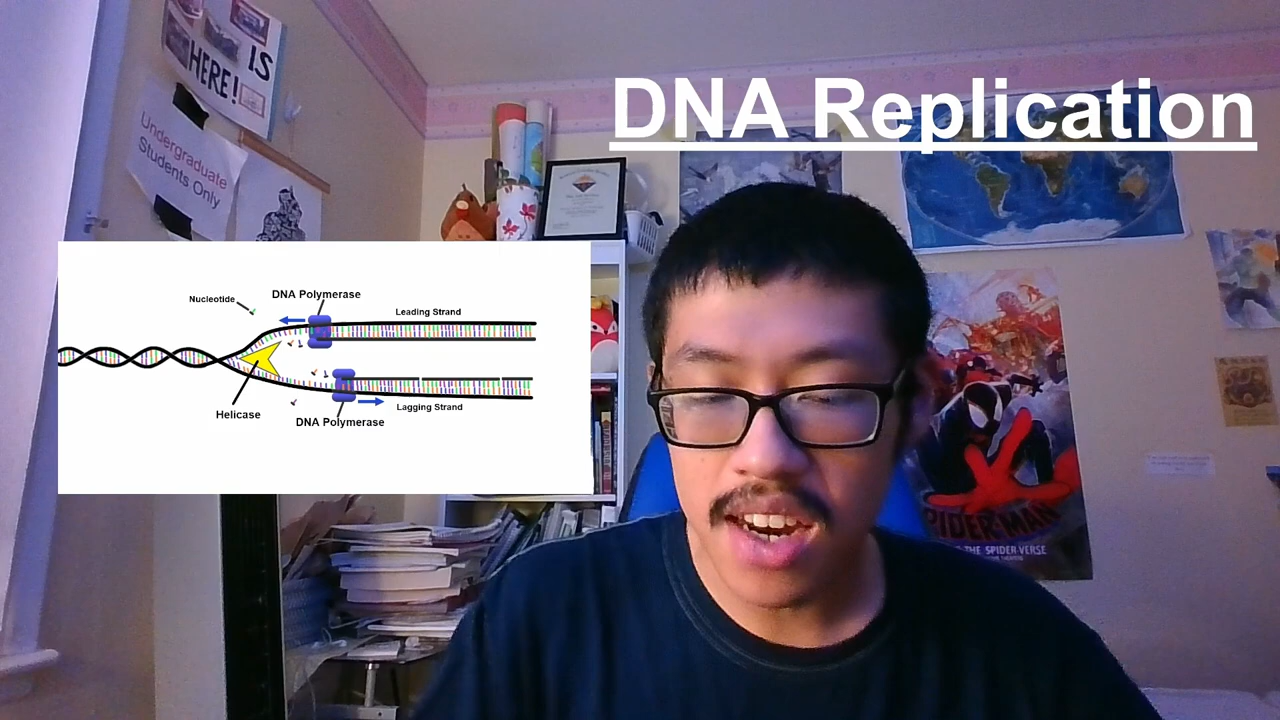 IS
HERE!
Undergraduate
Students Only
DNA Replication
Nucleotide
DNA Polymerase
Leading Strand
Helicase
Lagging Strand
DNA Polymerase
SPIDER-MAN
THE SPIDER-VERSE